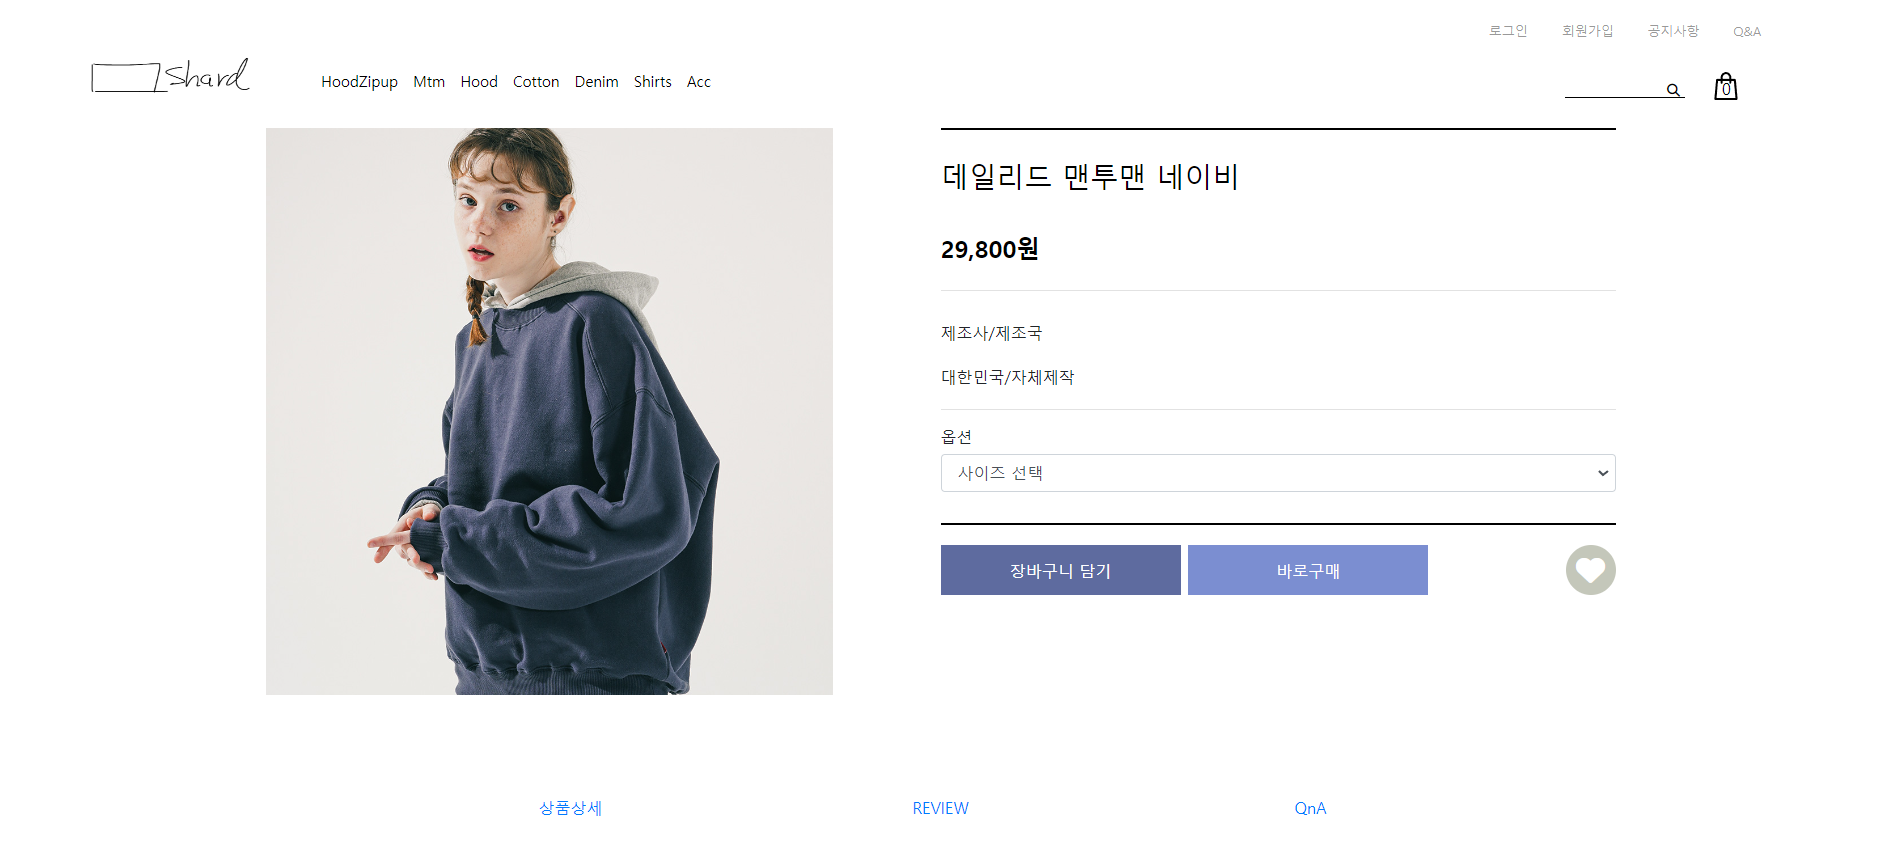 로그인 회원가입 공지사항 Q&A
Shard
HoodZipup Mtm Hood Cotton Denim Shirts Acc
0
데일리드 맨투맨 네이비
29,800원
제조사/제조국
대한민국/자체제작
옵션
사이즈 선택
장바구니 담기 바로구매
상품상세 REVIEW QnA